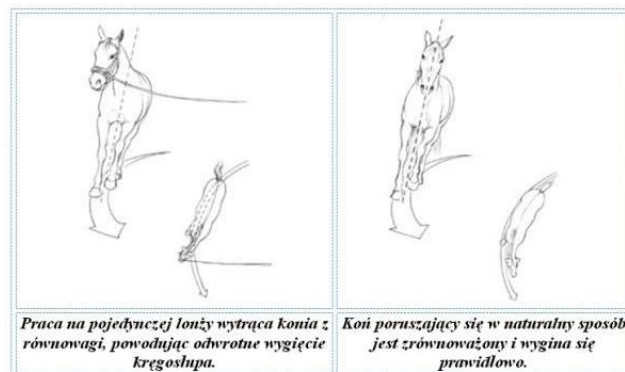 Praca na pojedynczej lonży wytrąca konia z
równowagi, powodując odwrotne wygięcie
kręgosłupa.
Koń poruszający się w naturalny sposób
jest zrównoważony i wygina się
prawidłowo.